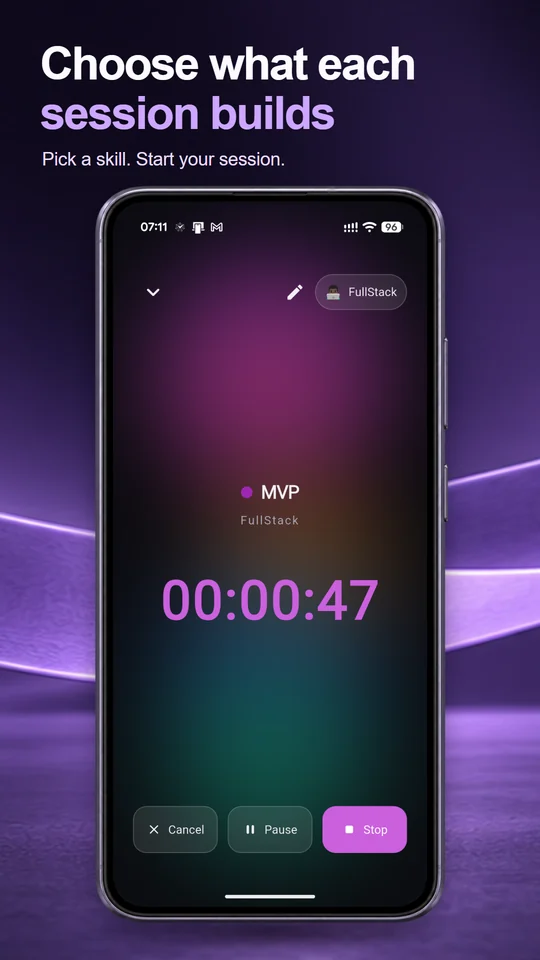 Choose what each
session builds
Pick a skill. Start your session.
07:11
96
FullStack
MVP
FullStack
00:00:47
Cancel
Pause
Stop